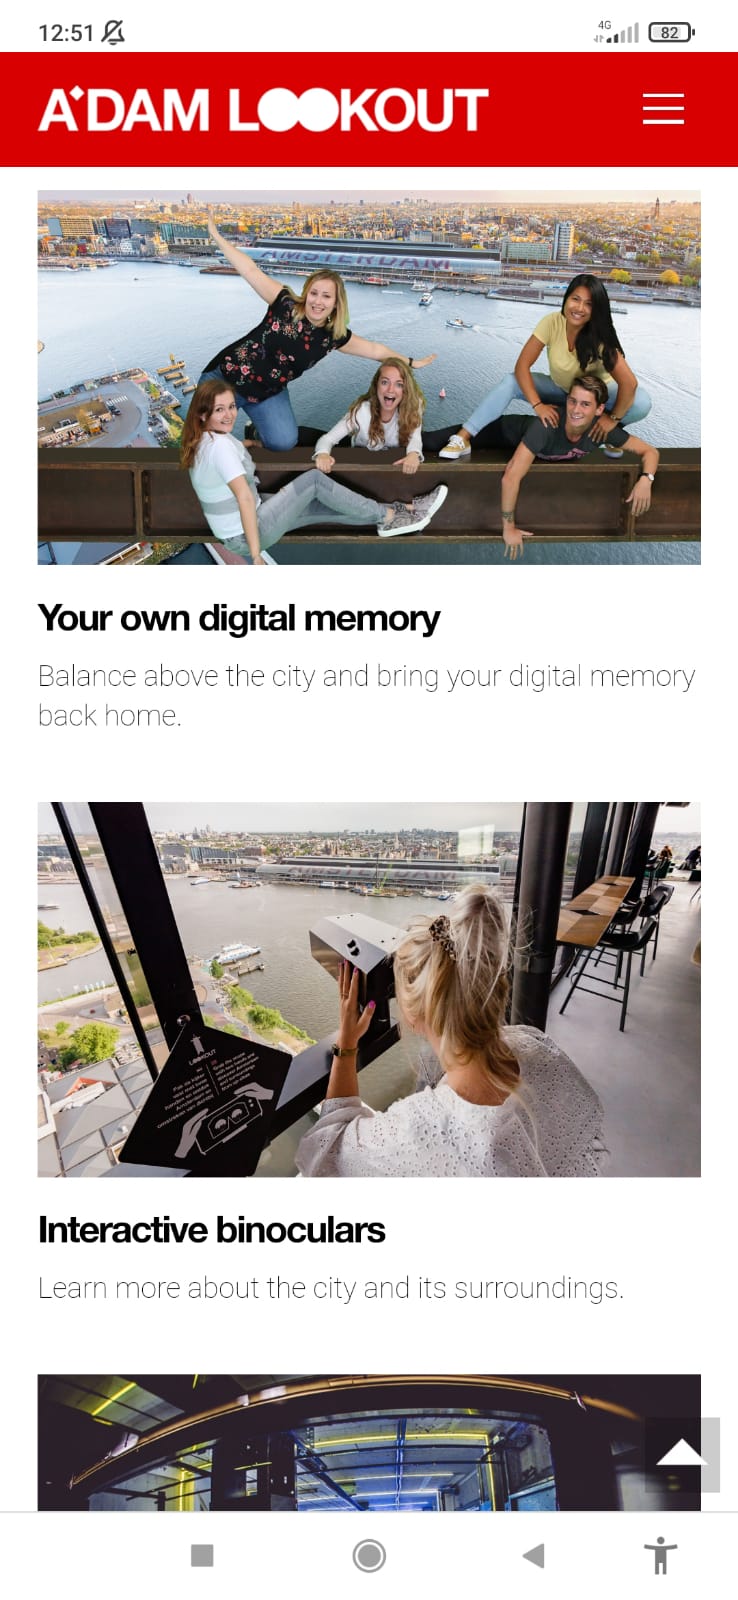 12:51
4G
82
A'DAM LOOKOUT
AMSTERDAM
Your own digital memory
Balance above the city and bring your digital memory
back home.
AMSTERDAM
LOOKOUT
Interactive binoculars
Learn more about the city and its surroundings.